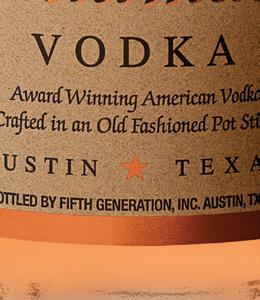 VODKA
Award Winning American Vodka
Crafted in an Old Fashioned Pot Sti
USTIN ★ TEXA
OTTLED BY FIFTH GENERATION, INC. AUSTIN, TX